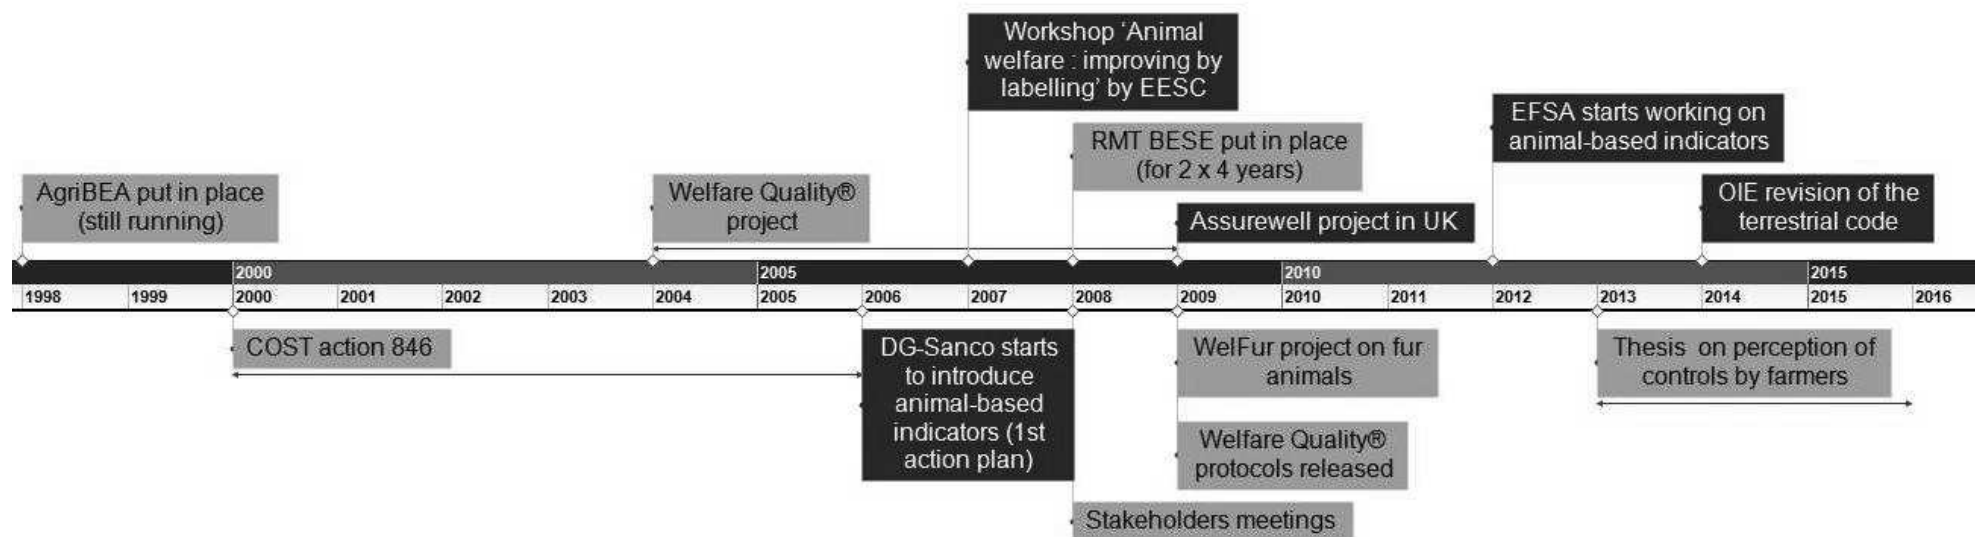 Workshop ‘Animal
welfare : improving by
labelling’ by EESC
EFSA starts working on
animal-based indicators
RMT BESE put in place
(for 2 x 4 years)
AgriBEA put in place
(still running)
Welfare Quality®
project
OIE revision of the
terrestrial code
Assurewell project in UK
2000 2005 2010 2015
1998 1999 2000 2001 2002 2003 2004 2005 2006 2007 2008 2009 2010 2011 2012 2013 2014 2015 2016
COST action 846
DG-Sanco starts
to introduce
animal-based
indicators (1st
action plan)
WelFur project on fur
animals
Thesis on perception of
controls by farmers
Welfare Quality®
protocols released
Stakeholders meetings